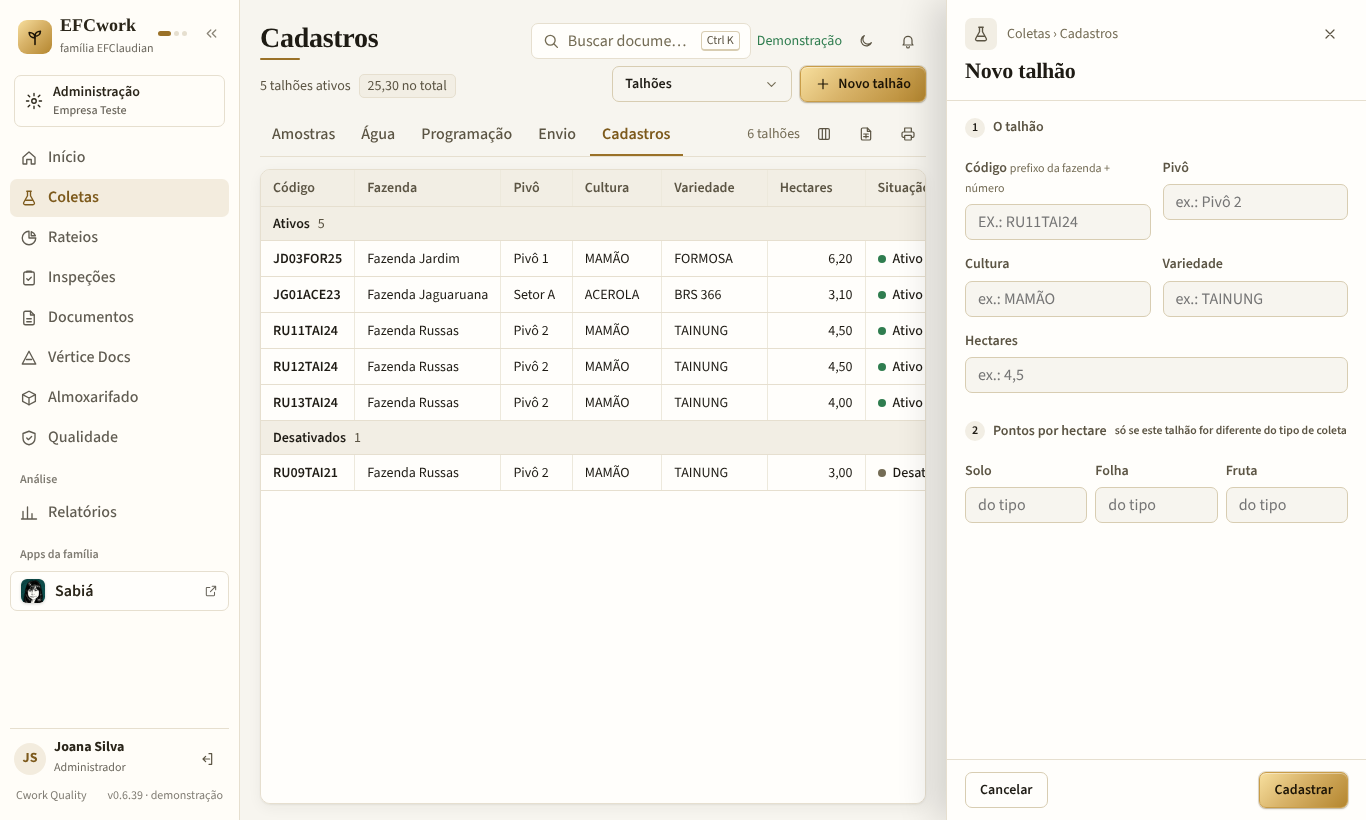 EFCwork
família EFClaudian
Administração
Empresa Teste
Início
Coletas
Rateios
Inspeções
Documentos
Vértice Docs
Almoxarifado
Qualidade
Análise
Relatórios
Apps da família
Sabiá
JS
Joana Silva
Administrador
Cwork Quality v0.6.39 · demonstração
Cadastros
Buscar docume… Ctrl K
Demonstração
5 talhões ativos 25,30 no total
Talhões
Novo talhão
Amostras Água Programação Envio Cadastros
6 talhões
Código Fazenda Pivô Cultura Variedade Hectares Situaçã
Ativos 5
JD03FOR25 Fazenda Jardim Pivô 1 MAMÃO FORMOSA 6,20 Ativo
JG01ACE23 Fazenda Jaguaruana Setor A ACEROLA BRS 366 3,10 Ativo
RU11TAI24 Fazenda Russas Pivô 2 MAMÃO TAINUNG 4,50 Ativo
RU12TAI24 Fazenda Russas Pivô 2 MAMÃO TAINUNG 4,50 Ativo
RU13TAI24 Fazenda Russas Pivô 2 MAMÃO TAINUNG 4,00 Ativo
Desativados 1
RU09TAI21 Fazenda Russas Pivô 2 MAMÃO TAINUNG 3,00 Desat
Coletas › Cadastros
Novo talhão
1 O talhão
Código prefixo da fazenda +
número
EX.: RU11TAI24
Pivô
ex.: Pivô 2
Cultura
ex.: MAMÃO
Variedade
ex.: TAINUNG
Hectares
ex.: 4,5
2 Pontos por hectare só se este talhão for diferente do tipo de coleta
Solo Folha Fruta
do tipo do tipo do tipo
Cancelar
Cadastrar